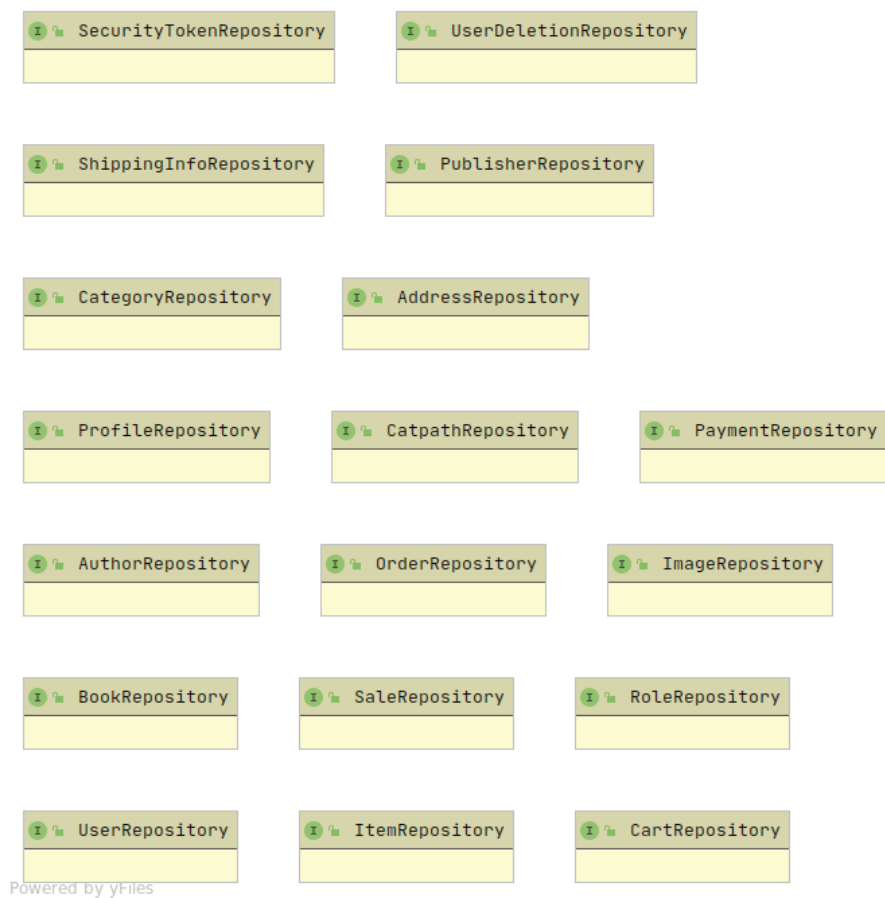 I SecurityTokenRepository I UserDeletionRepository
I ShippingInfoRepository I PublisherRepository
I CategoryRepository I AddressRepository
I ProfileRepository I CatpathRepository I PaymentRepository
I AuthorRepository I OrderRepository I ImageRepository
I BookRepository I SaleRepository I RoleRepository
I UserRepository I ItemRepository I CartRepository
Powered by yFiles